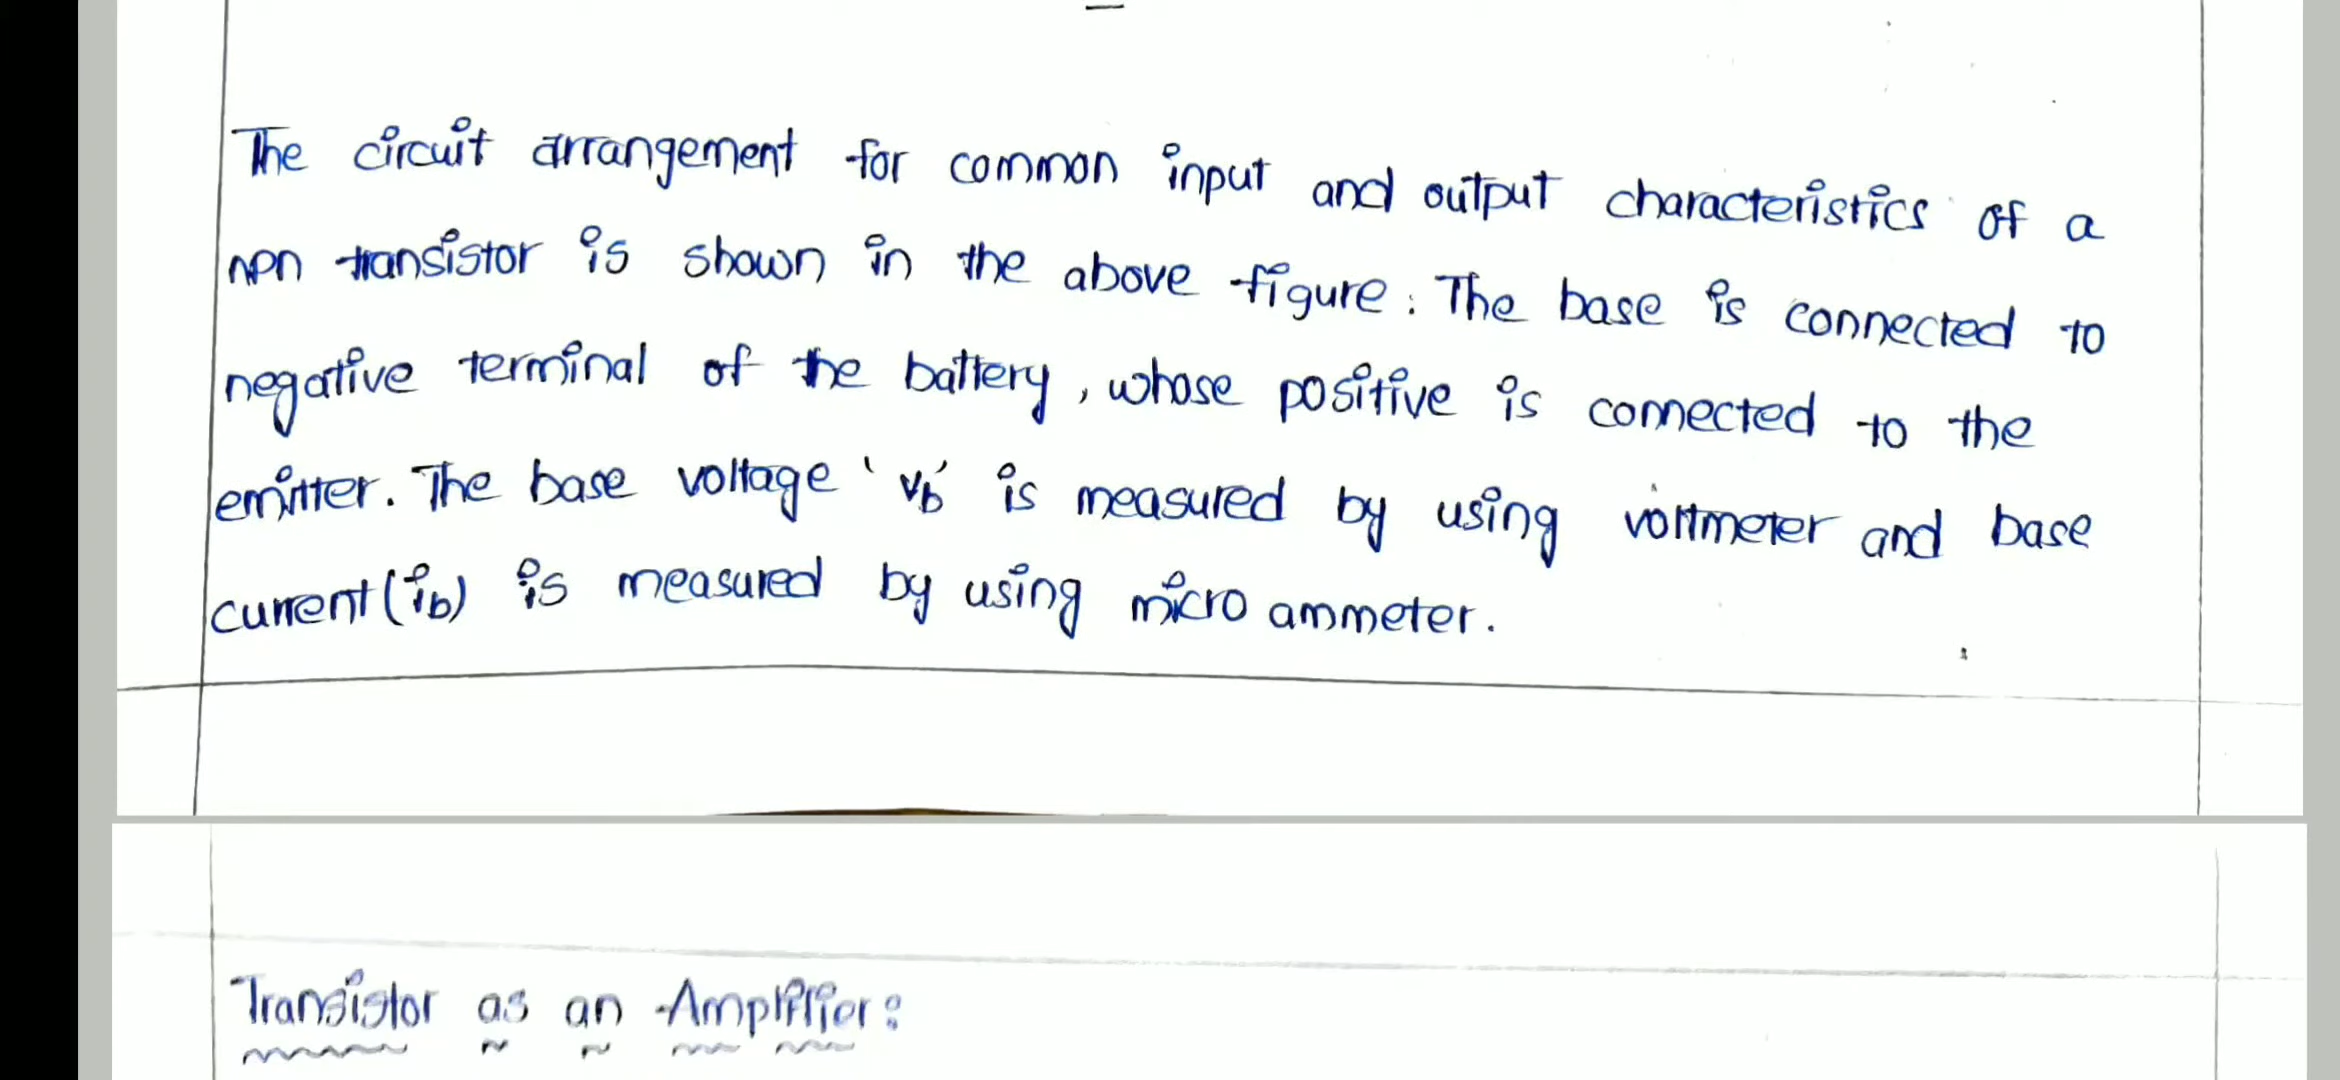 The circuit arrangement for common input and output characteristics of a
npn transistor is shown in the above figure. The base is connected to
negative terminal of the battery, whose positive is connected to the
emitter. The base voltage 'Vb' is measured by using voltmeter and base
current (ib) is measured by using micro ammeter.
Transistor as an Amplifier: